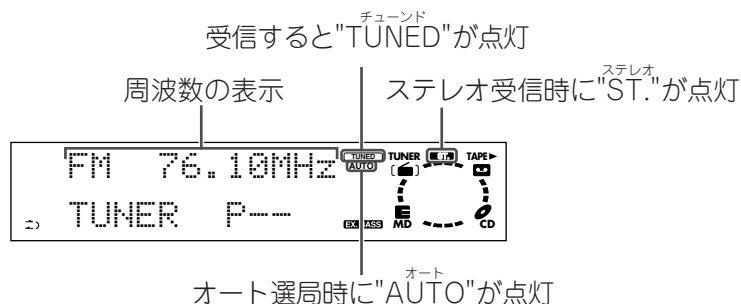 チューンド
受信すると"TUNED"が点灯
ステレオ
周波数の表示 ステレオ受信時に"ST."が点灯
FM 76.10MHz TUNED TUNER ST. TAPE
AUTO
TUNER P-- EX.BASS MD CD
オート
オート選局時に"AUTO"が点灯